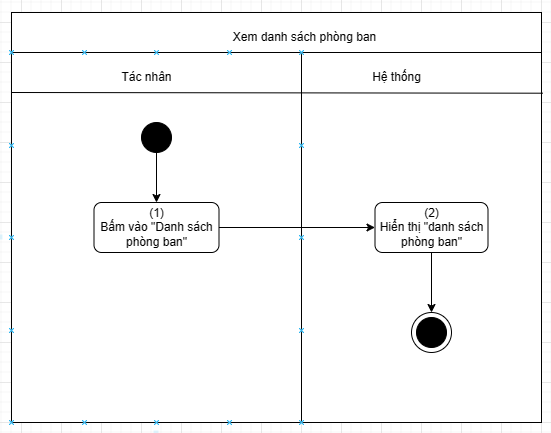 Xem danh sách phòng ban
Tác nhân
Hệ thống
(1)
Bấm vào "Danh sách
phòng ban"
(2)
Hiển thị "danh sách
phòng ban"